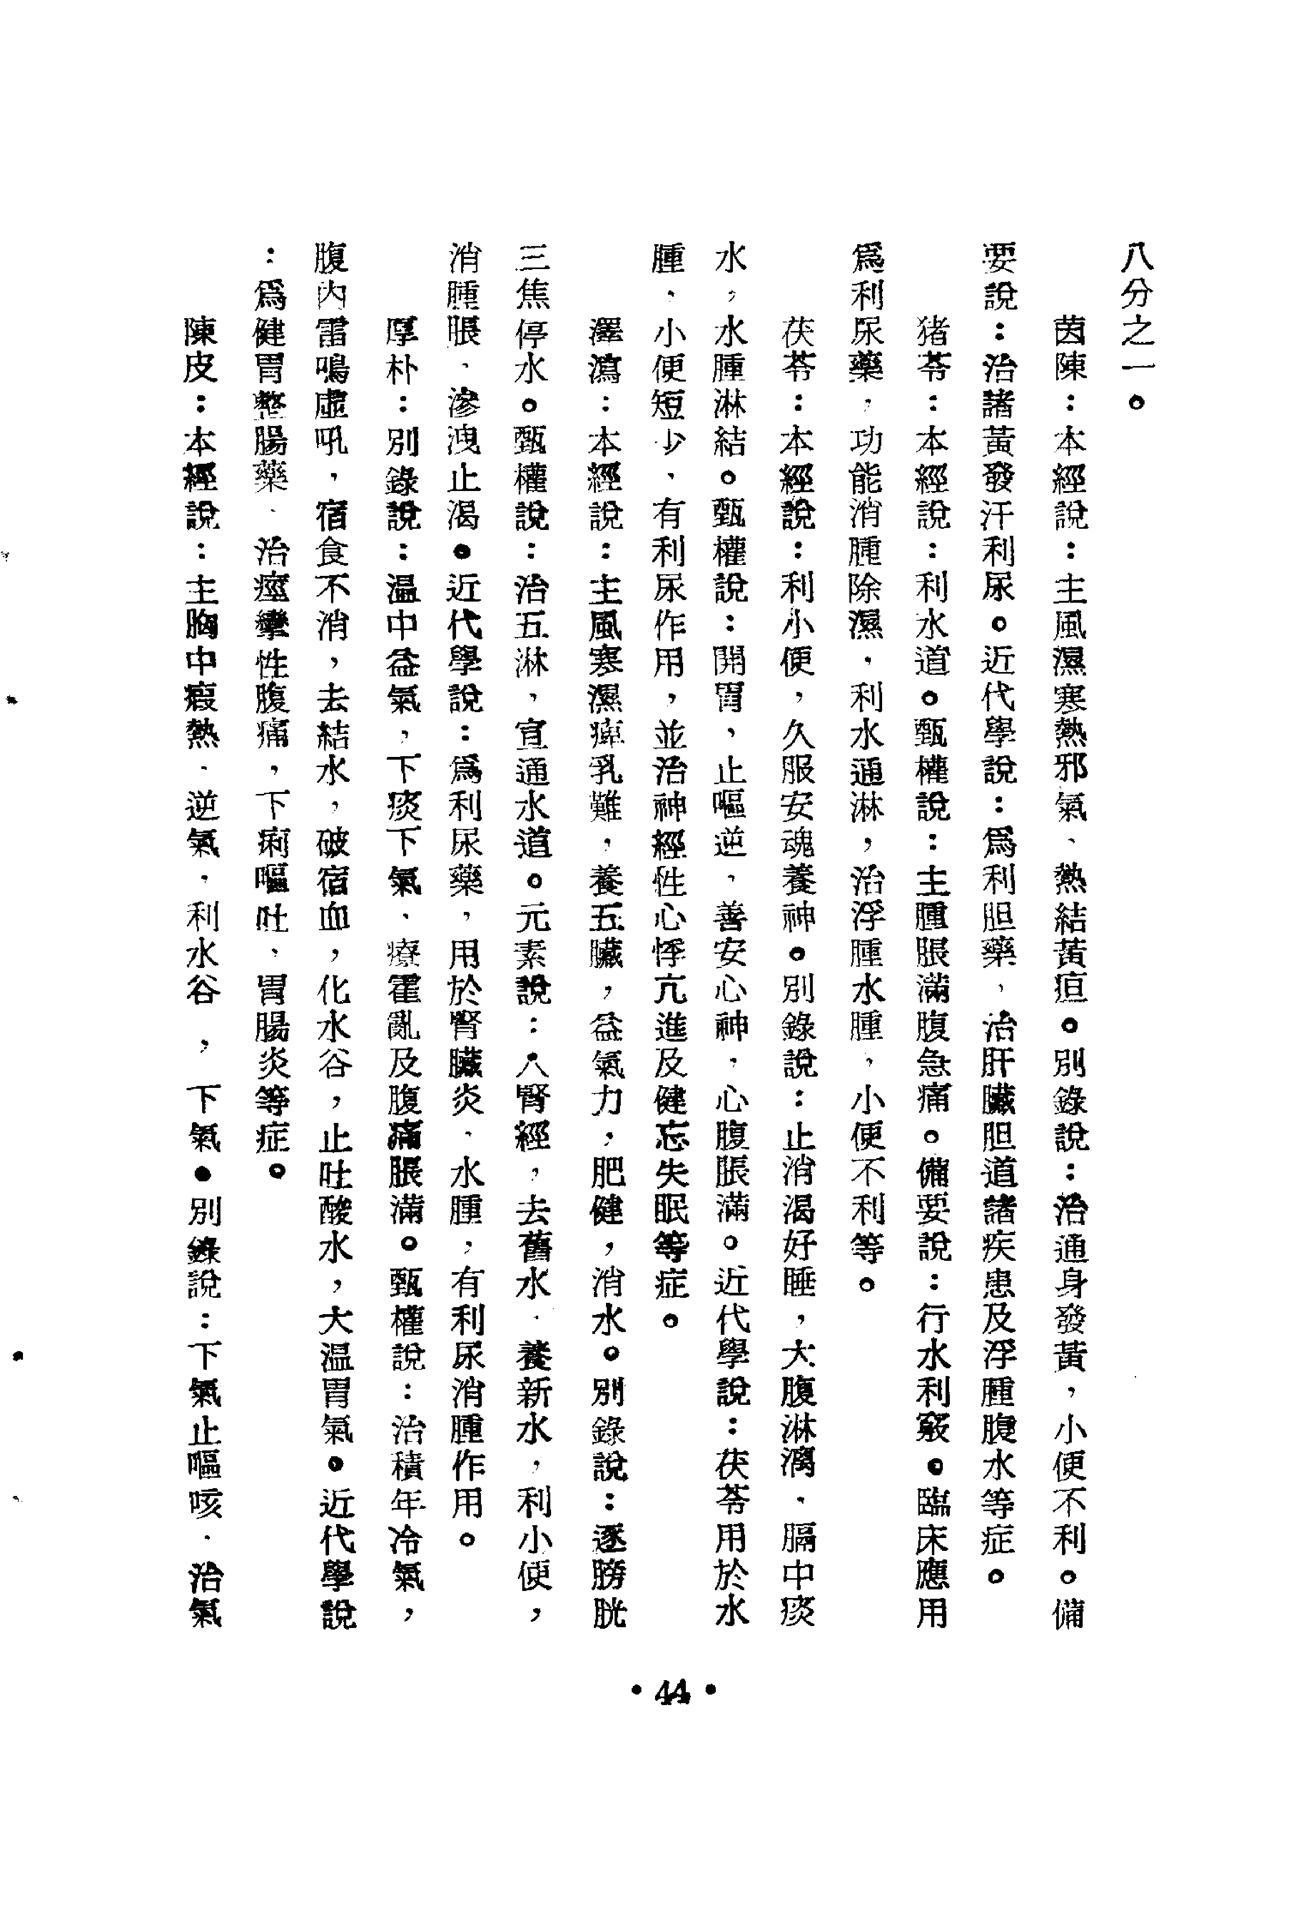 八分之一。
茵陳：本經說：主風濕寒熱邪氣、熱結黃疸。別錄說：治通身發黃，小便不利。備
要說：治諸黃發汗利尿。近代學說：爲利胆藥，治肝臟胆道諸疾患及浮腫腹水等症。
猪苓：本經說：利水道。甄權說：主腫脹滿腹急痛。備要說：行水利竅。臨床應用
爲利尿藥，功能消腫除濕，利水通淋，治浮腫水腫，小便不利等。
茯苓：本經說：利小便，久服安魂養神。別錄說：止消渴好睡，大腹淋漓，膈中痰
水，水腫淋結。甄權說：開胃，止嘔逆，善安心神，心腹脹滿。近代學說：茯苓用於水
腫，小便短少，有利尿作用，並治神經性心悸亢進及健忘失眠等症。
澤瀉：本經說：主風寒濕痺乳難，養五臟，益氣力，肥健，消水。別錄說：逐膀胱
三焦停水。甄權說：治五淋，宣通水道。元素說：入腎經，去舊水，養新水，利小便，
消腫脹、滲洩止渴。近代學說：爲利尿藥，用於腎臟炎、水腫，有利尿消腫作用。
厚朴：別錄說：温中益氣，下痰下氣、療霍亂及腹痛脹滿。甄權說：治積年冷氣，
腹內雷鳴虛吼，宿食不消，去結水，破宿血，化水谷，止吐酸水，大温胃氣。近代學說
：爲健胃整腸藥、治痙攣性腹痛，下痢嘔吐、胃腸炎等症。
陳皮：本經說：主胸中瘕熱、逆氣，利水谷，下氣。別錄說：下氣止嘔咳，治氣
•44•